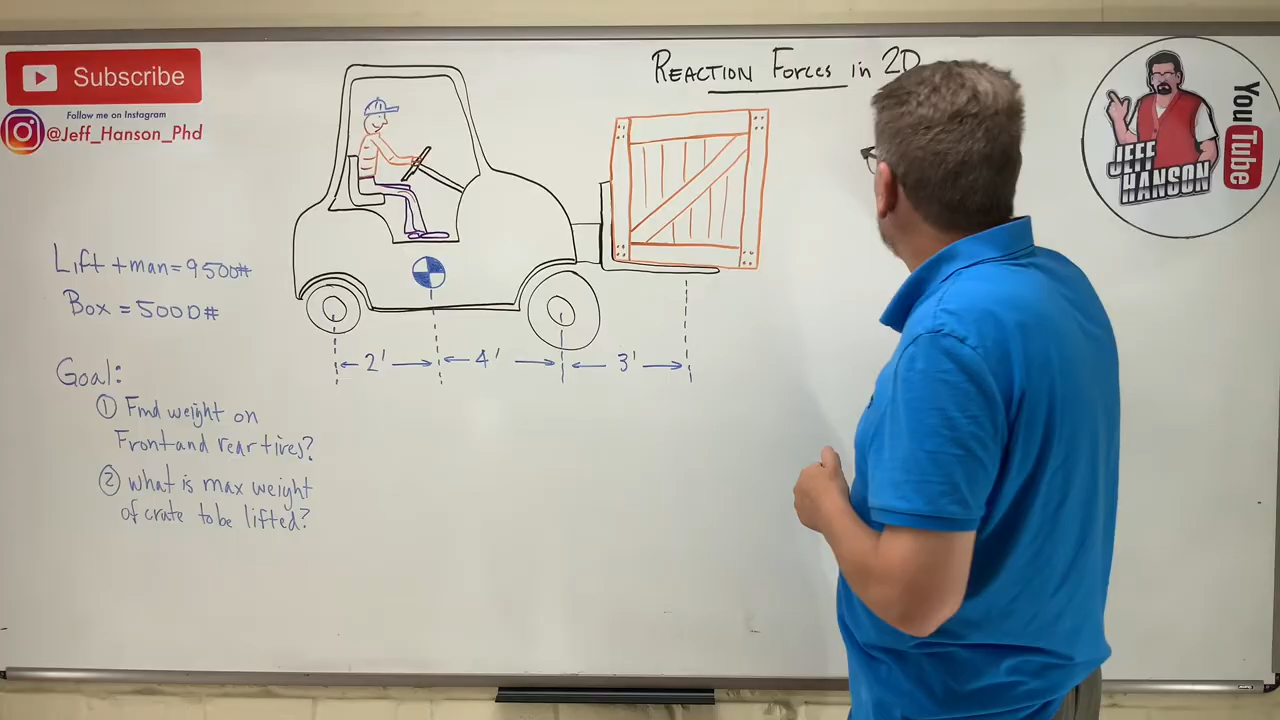 Subscribe
Follow me on Instagram
@Jeff_Hanson_Phd
REACTION FORCES in 2D
JEFF
HANSON
YouTube
Lift + man = 9500#
Box = 5000#
2' 4' 3'
Goal:
① Find weight on
Front and rear tires?
② What is max weight
of crate to be lifted?